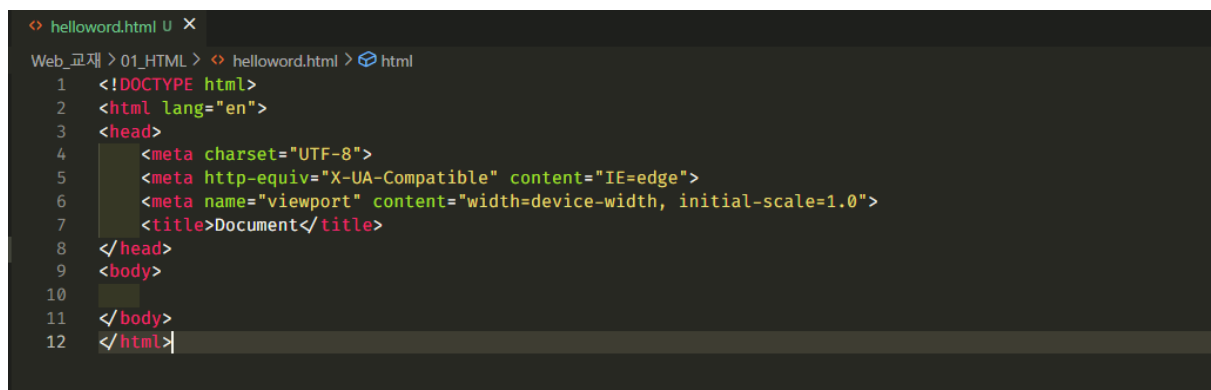 helloword.html U
Web_교재 > 01_HTML > helloword.html > html
1 <!DOCTYPE html>
2 <html lang="en">
3 <head>
4     <meta charset="UTF-8">
5     <meta http-equiv="X-UA-Compatible" content="IE=edge">
6     <meta name="viewport" content="width=device-width, initial-scale=1.0">
7     <title>Document</title>
8 </head>
9 <body>
10
11 </body>
12 </html>